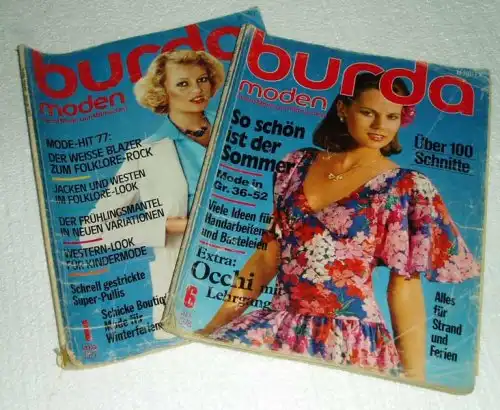 burda
moden
MODE-HIT '77:
DER WEISSE BLAZER
ZUM FOLKLORE-ROCK
JACKEN UND WESTEN
IM FOLKLORE-LOOK
DER FRÜHLINGSMANTEL
IN NEUEN VARIATIONEN
WESTERN-LOOK
FÜR KINDERMODE
Schnell gestrickte
Super-Pullis
Schicke Boutiq
Mode für
Winterferien
1
burda
moden
So schön
ist der
Sommer
Mode in
Gr. 36-52
Viele Ideen für
Handarbeiten
und Basteleien
Extra:
Occhi mit
Lehrgang
6
Über 100
Schnitte
Alles
für
Strand
und
Ferien